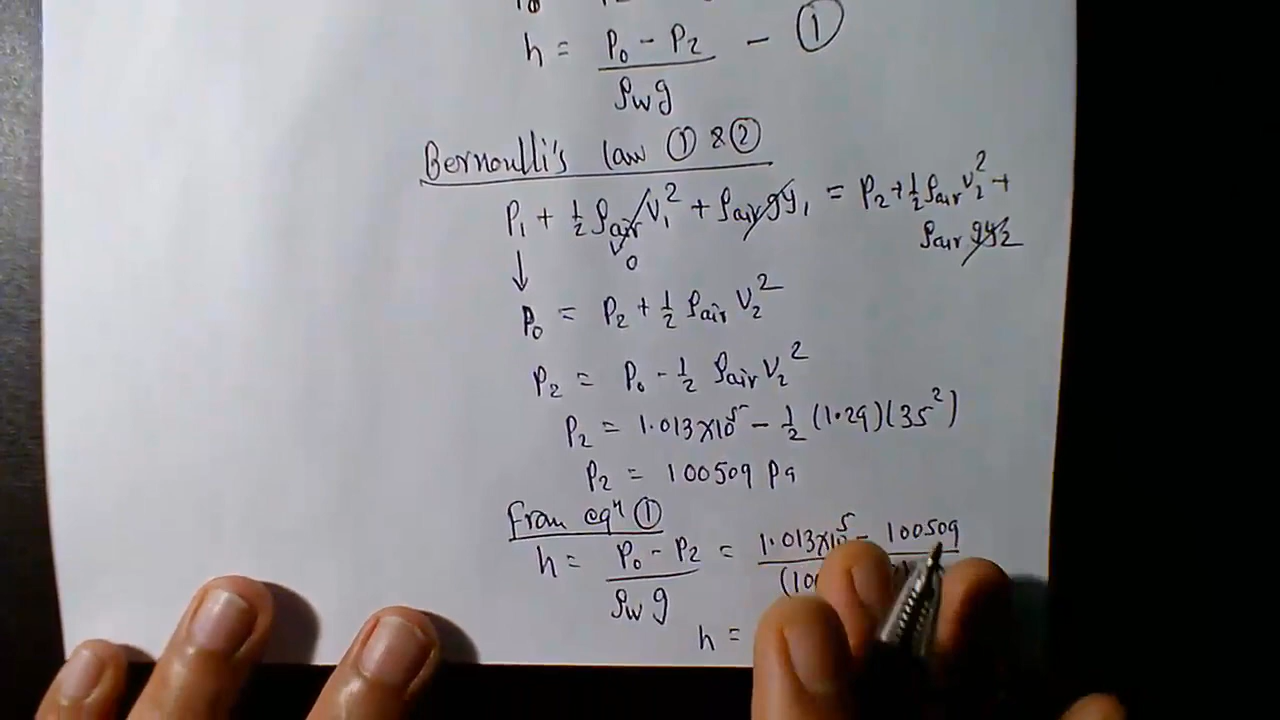 h = P₀ - P₂ / ρw g - ①
Bernoulli's law ① & ②
P₁ + ½ ρair V₁² + ρair g y₁ = P₂ + ½ ρair V₂² +
ρair g y₂
0
P₀ = P₂ + ½ ρair V₂²
P₂ = P₀ - ½ ρair V₂²
P₂ = 1.013×10⁵ - ½ (1.29)(35²)
P₂ = 100509 Pa
From eqⁿ ①
h = P₀ - P₂ / ρw g = 1.013×10⁵ - 100509
h =